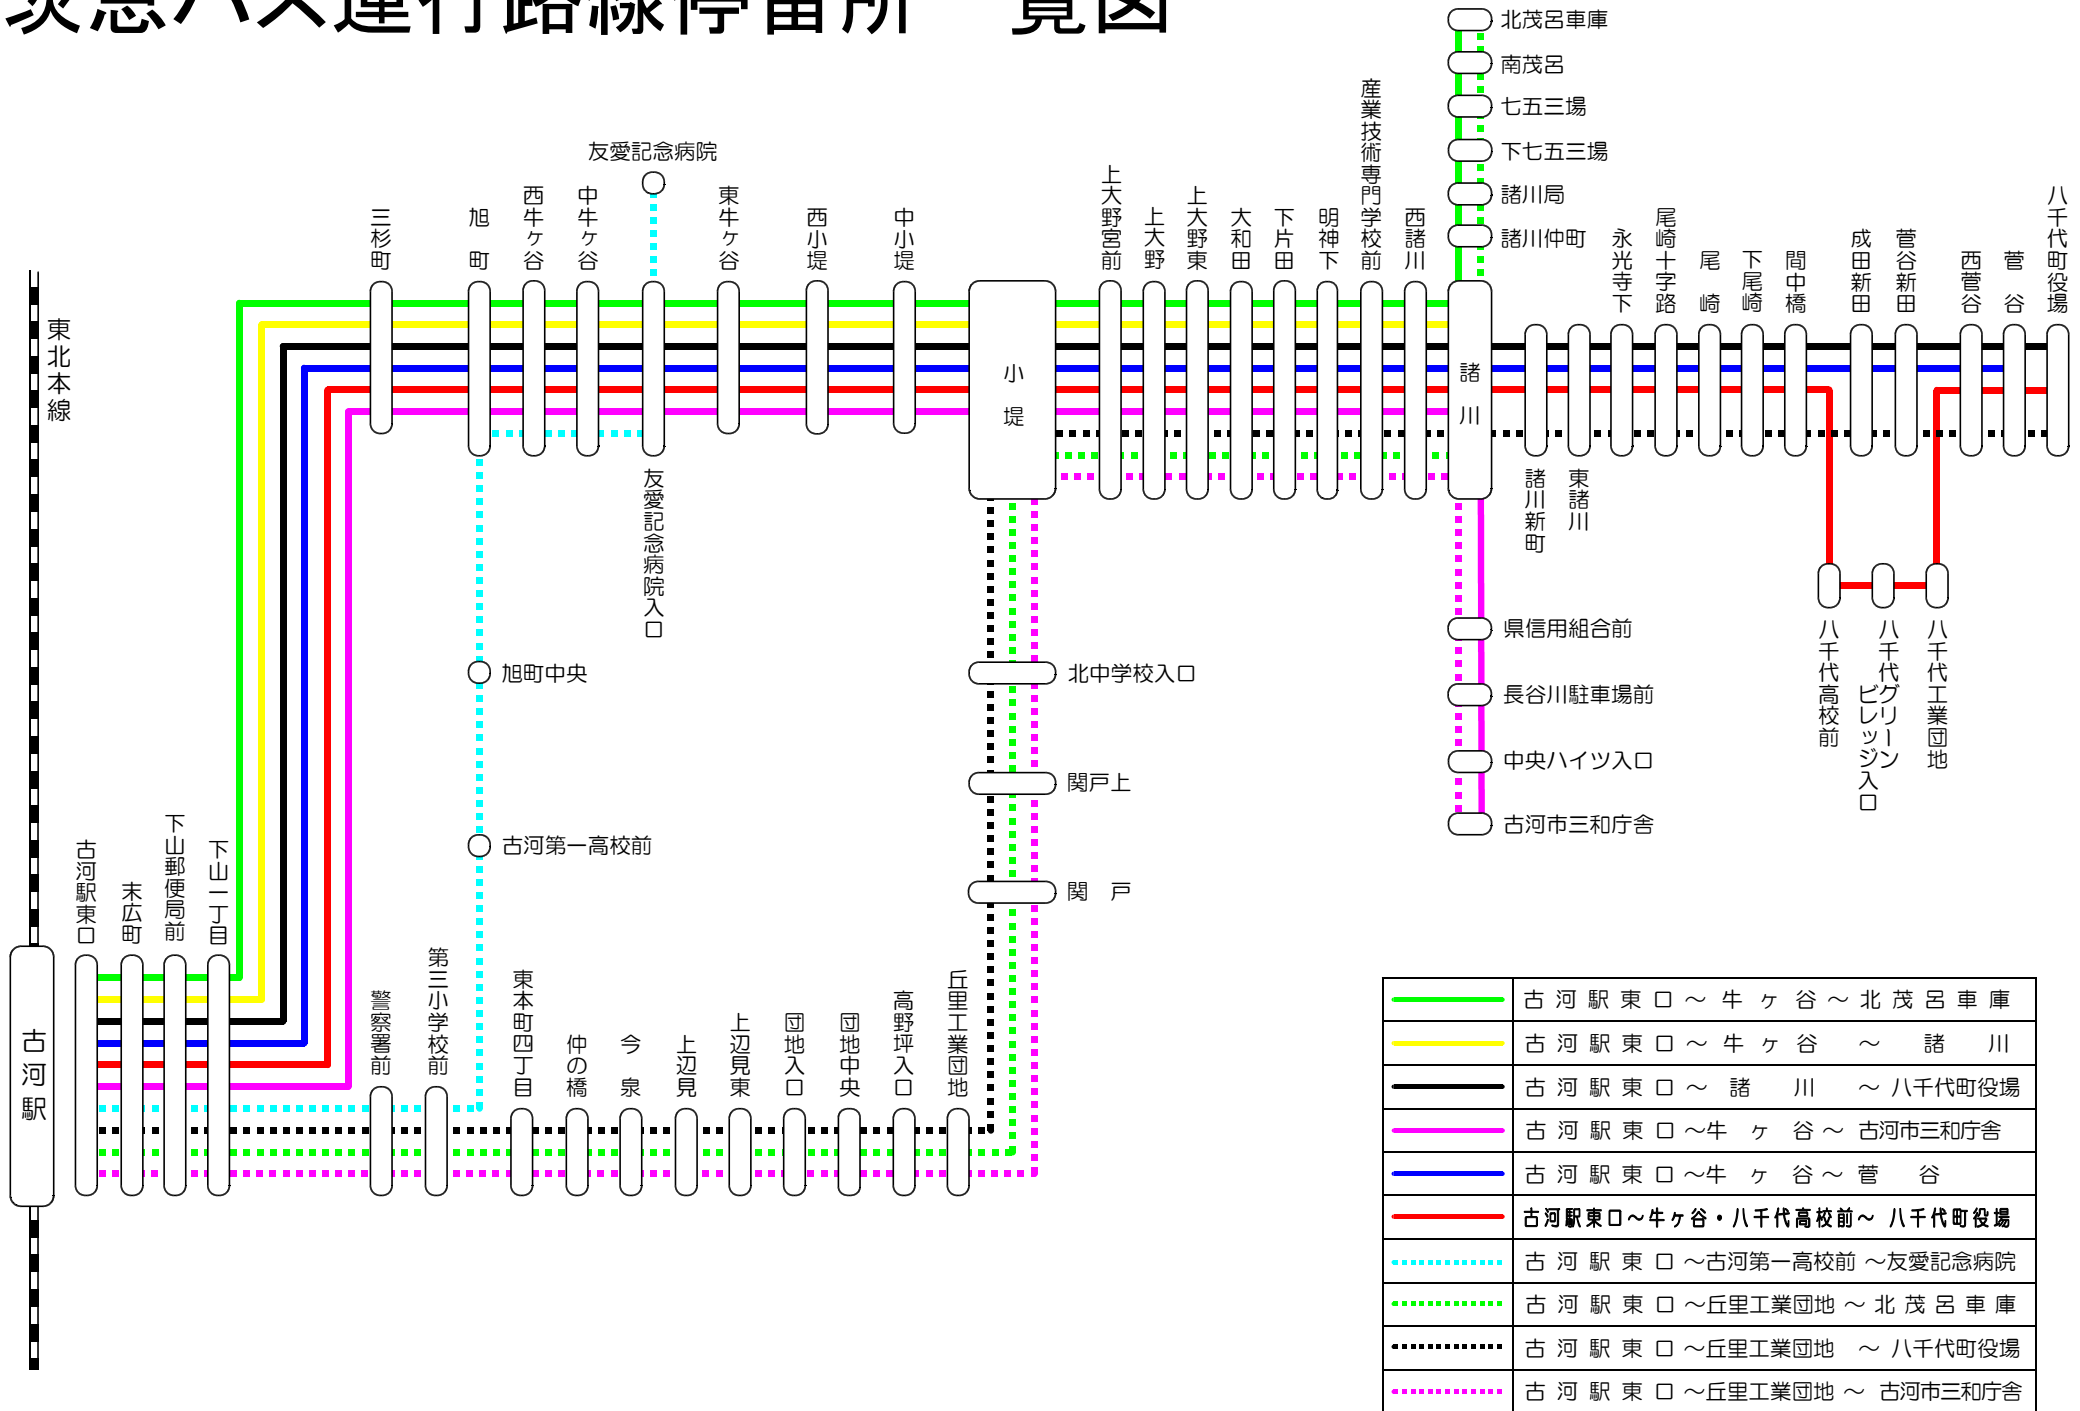 茨急バス運行路線停留所一覧図
北茂呂車庫
南茂呂
七五三場
下七五三場
諸川局
諸川仲町
友愛記念病院
三杉町
旭 町
西牛ヶ谷
中牛ヶ谷
東牛ヶ谷
西小堤
中小堤
上大野宮前
上大野
上大野東
大和田
下片田
明神下
産業技術専門学校前
西諸川
永光寺下
尾崎十字路
尾 崎
下尾崎
間中橋
成田新田
菅谷新田
西菅谷
菅 谷
八千代町役場
東北本線
小堤
諸川
友愛記念病院入口
諸川新町
東諸川
旭町中央
古河第一高校前
北中学校入口
関戸上
関 戸
県信用組合前
長谷川駐車場前
中央ハイツ入口
古河市三和庁舎
八千代高校前
八千代グリーン
ビレッジ入口
八千代工業団地
古河駅
古河駅東口
末広町
下山郵便局前
下山一丁目
警察署前
第三小学校前
東本町四丁目
仲の橋
今 泉
上辺見
上辺見東
団地入口
団地中央
高野坪入口
丘里工業団地
古河駅東口～牛ヶ谷～北茂呂車庫
古河駅東口～牛ヶ谷 ～ 諸 川
古河駅東口～ 諸 川 ～八千代町役場
古河駅東口～牛ヶ谷～ 古河市三和庁舎
古河駅東口～牛ヶ谷～菅 谷
古河駅東口～牛ヶ谷・八千代高校前～ 八千代町役場
古河駅東口～古河第一高校前～友愛記念病院
古河駅東口～丘里工業団地～北茂呂車庫
古河駅東口～丘里工業団地 ～ 八千代町役場
古河駅東口～丘里工業団地～ 古河市三和庁舎